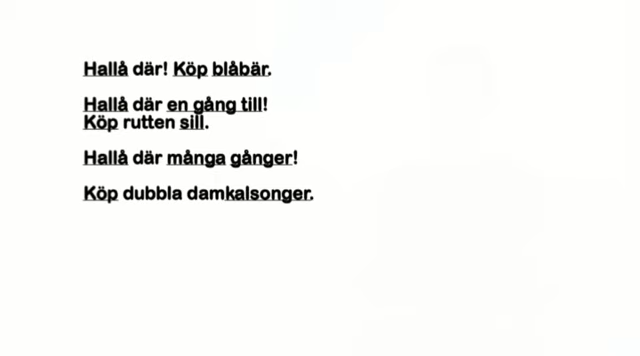 Hallå där! Köp blåbär.
Hallå där en gång till!
Köp rutten sill.
Hallå där många gånger!
Köp dubbla damkalsonger.